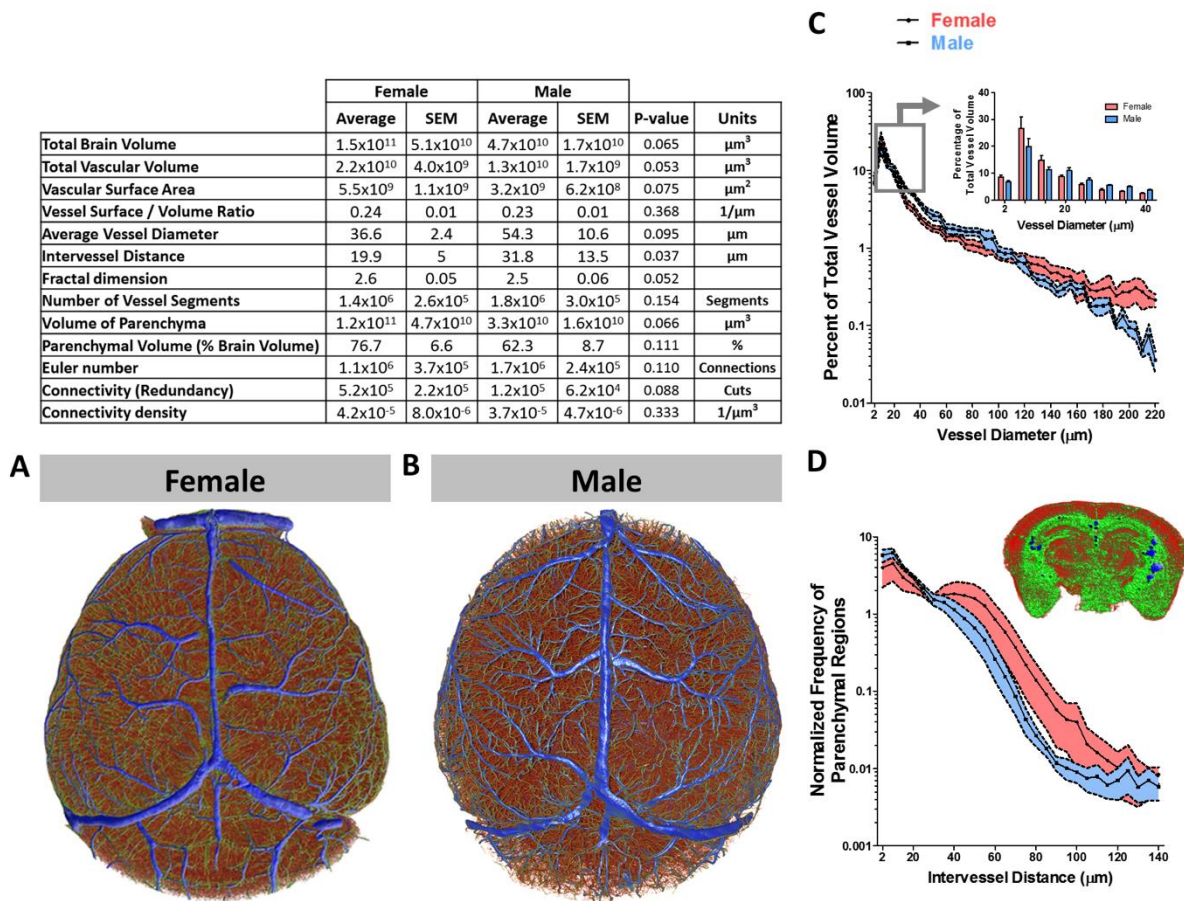 Female Male
Average SEM Average SEM P-value Units
Total Brain Volume 1.5x10¹¹ 5.1x10¹⁰ 4.7x10¹⁰ 1.7x10¹⁰ 0.065 µm³
Total Vascular Volume 2.2x10¹⁰ 4.0x10⁹ 1.3x10¹⁰ 1.7x10⁹ 0.053 µm³
Vascular Surface Area 5.5x10⁹ 1.1x10⁹ 3.2x10⁹ 6.2x10⁸ 0.075 µm²
Vessel Surface / Volume Ratio 0.24 0.01 0.23 0.01 0.368 1/µm
Average Vessel Diameter 36.6 2.4 54.3 10.6 0.095 µm
Intervessel Distance 19.9 5 31.8 13.5 0.037 µm
Fractal dimension 2.6 0.05 2.5 0.06 0.052
Number of Vessel Segments 1.4x10⁶ 2.6x10⁵ 1.8x10⁶ 3.0x10⁵ 0.154 Segments
Volume of Parenchyma 1.2x10¹¹ 4.7x10¹⁰ 3.3x10¹⁰ 1.6x10¹⁰ 0.066 µm³
Parenchymal Volume (% Brain Volume) 76.7 6.6 62.3 8.7 0.111 %
Euler number 1.1x10⁶ 3.7x10⁵ 1.7x10⁶ 2.4x10⁵ 0.110 Connections
Connectivity (Redundancy) 5.2x10⁵ 2.2x10⁵ 1.2x10⁵ 6.2x10⁴ 0.088 Cuts
Connectivity density 4.2x10⁻⁵ 8.0x10⁻⁶ 3.7x10⁻⁵ 4.7x10⁻⁶ 0.333 1/µm³
A
Female
B
Male
C
Female
Male
Percent of Total Vessel Volume
100
10
1
0.1
0.01
2 20 40 60 80 100 120 140 160 180 200 220
Vessel Diameter (µm)
Percentage of
Total Vessel Volume
40
30
20
10
0
2 20 40
Vessel Diameter (µm)
Female
Male
D
Normalized Frequency of
Parenchymal Regions
10
1
0.1
0.01
0.001
2 20 40 60 80 100 120 140
Intervessel Distance (µm)